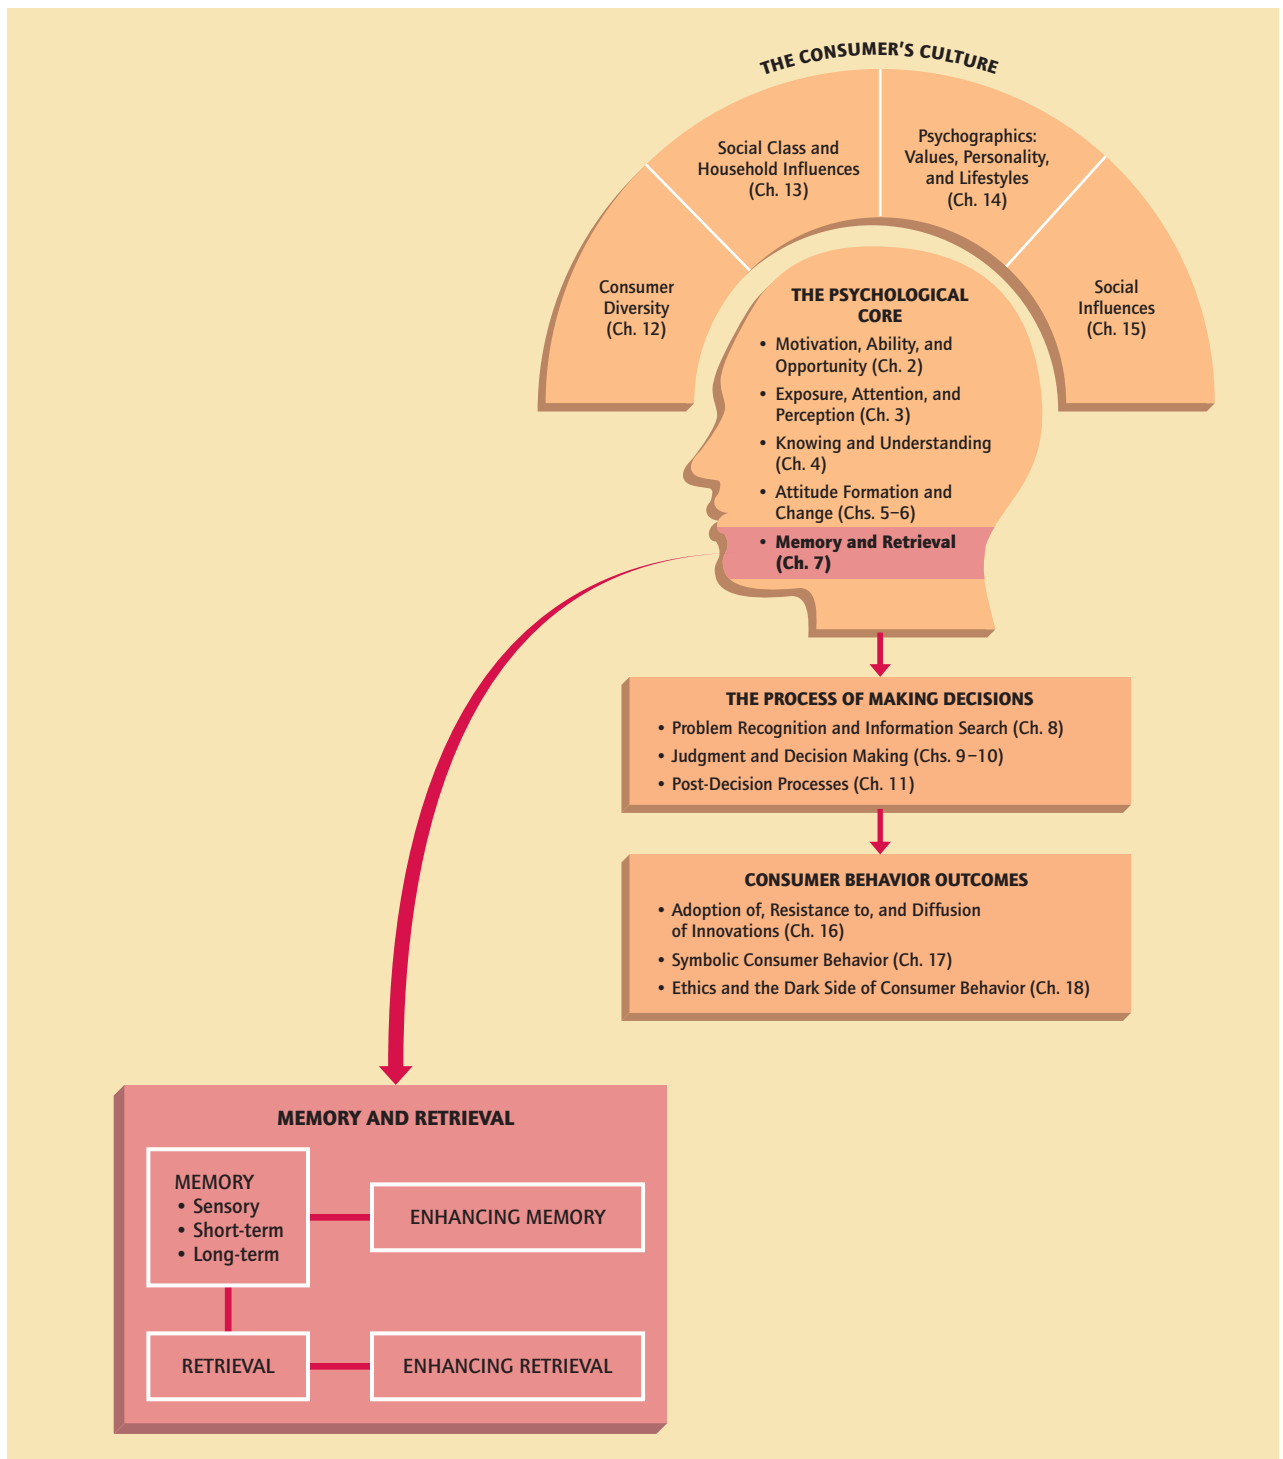 THE CONSUMER'S CULTURE
Social Class and
Household Influences
(Ch. 13)
Psychographics:
Values, Personality,
and Lifestyles
(Ch. 14)
Consumer
Diversity
(Ch. 12)
Social
Influences
(Ch. 15)
THE PSYCHOLOGICAL
CORE
• Motivation, Ability, and
Opportunity (Ch. 2)
• Exposure, Attention, and
Perception (Ch. 3)
• Knowing and Understanding
(Ch. 4)
• Attitude Formation and
Change (Chs. 5–6)
• Memory and Retrieval
(Ch. 7)
THE PROCESS OF MAKING DECISIONS
• Problem Recognition and Information Search (Ch. 8)
• Judgment and Decision Making (Chs. 9–10)
• Post-Decision Processes (Ch. 11)
CONSUMER BEHAVIOR OUTCOMES
• Adoption of, Resistance to, and Diffusion
of Innovations (Ch. 16)
• Symbolic Consumer Behavior (Ch. 17)
• Ethics and the Dark Side of Consumer Behavior (Ch. 18)
MEMORY AND RETRIEVAL
MEMORY
• Sensory
• Short-term
• Long-term
ENHANCING MEMORY
RETRIEVAL
ENHANCING RETRIEVAL